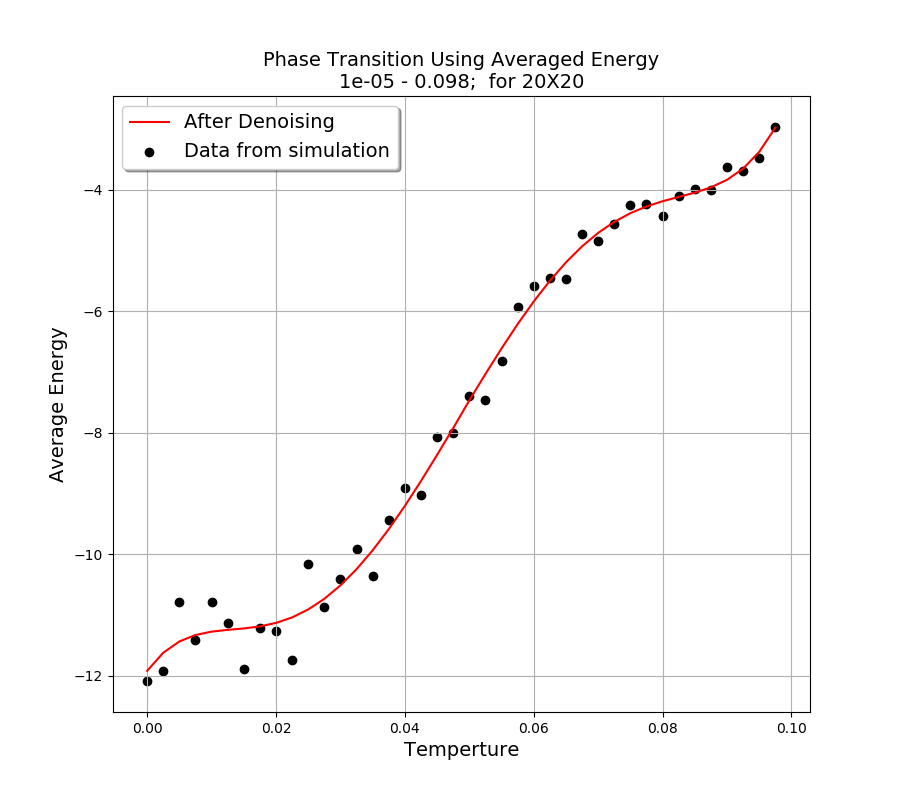 Phase Transition Using Averaged Energy
1e-05 - 0.098;  for 20X20
After Denoising
Data from simulation
Average Energy
−4
−6
−8
−10
−12
0.00
0.02
0.04
0.06
0.08
0.10
Temperture